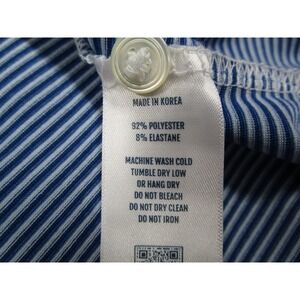 MADE IN KOREA
92% POLYESTER
8% ELASTANE
MACHINE WASH COLD
TUMBLE DRY LOW
OR HANG DRY
DO NOT BLEACH
DO NOT DRY CLEAN
DO NOT IRON